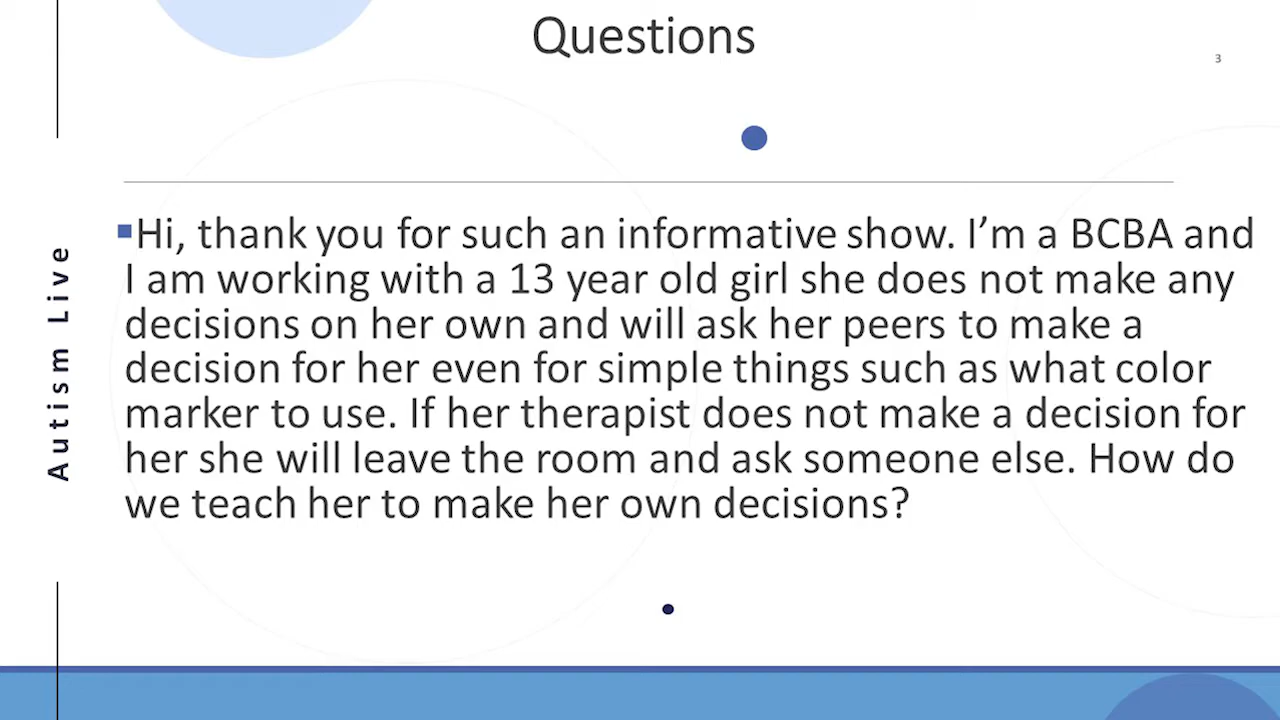 Questions
3
Autism Live
▪Hi, thank you for such an informative show. I’m a BCBA and
I am working with a 13 year old girl she does not make any
decisions on her own and will ask her peers to make a
decision for her even for simple things such as what color
marker to use. If her therapist does not make a decision for
her she will leave the room and ask someone else. How do
we teach her to make her own decisions?